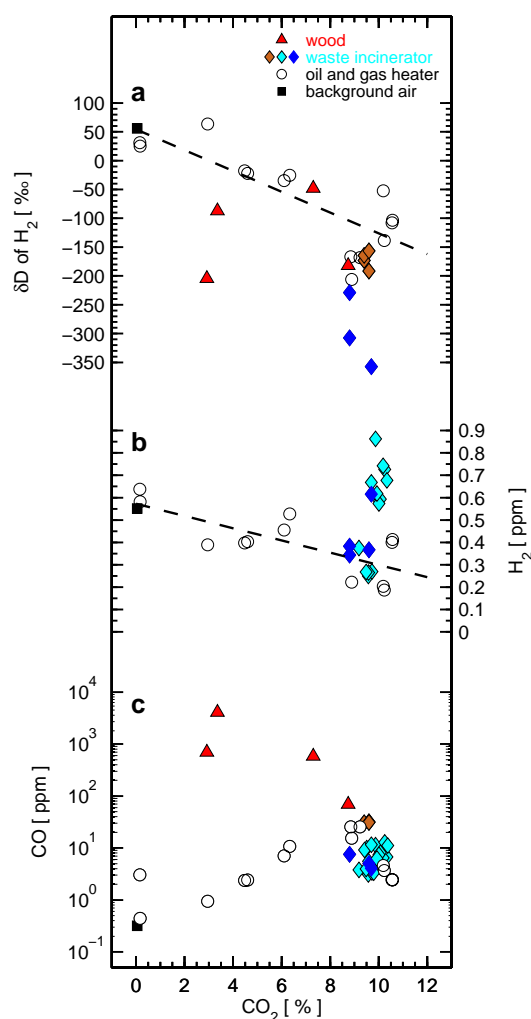 wood
waste incinerator
oil and gas heater
background air
a
100
50
0
−50
−100
−150
−200
−250
−300
−350
δD of H2 [ ‰ ]
b
0.9
0.8
0.7
0.6
0.5
0.4
0.3
0.2
0.1
0
H2 [ ppm ]
c
10^4
10^3
10^2
10^1
10^0
10^−1
CO [ ppm ]
0 2 4 6 8 10 12
CO2 [ % ]